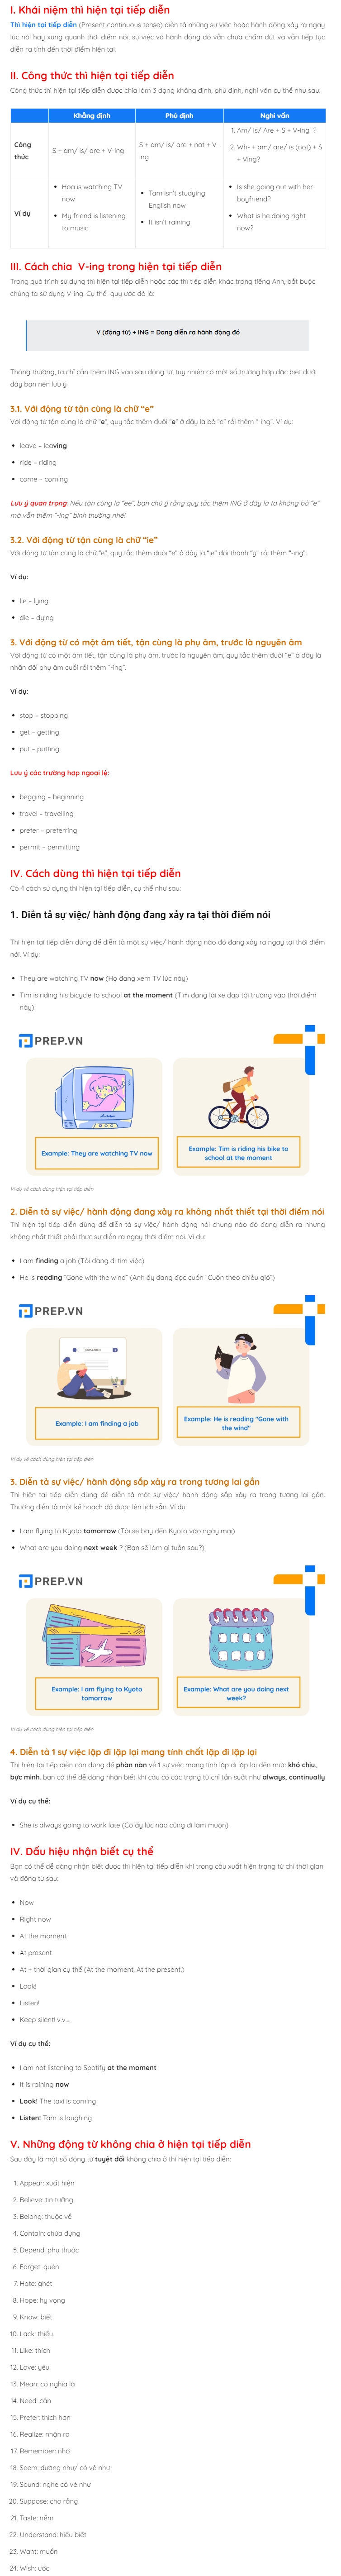 I. Khái niệm thì hiện tại tiếp diễn
Thì hiện tại tiếp diễn (Present continuous tense) diễn tả những sự việc hoặc hành động xảy ra ngay
lúc nói hay xung quanh thời điểm nói, sự việc và hành động đó vẫn chưa chấm dứt và vẫn tiếp tục
diễn ra tính đến thời điểm hiện tại.
II. Công thức thì hiện tại tiếp diễn
Công thức thì hiện tại tiếp diễn được chia làm 3 dạng khẳng định, phủ định, nghi vấn cụ thể như sau:
Khẳng định
Phủ định
Nghi vấn
Công
thức
S + am/ is/ are + V-ing
S + am/ is/ are + not + V-
ing
1. Am/ Is/ Are + S + V-ing ?
2. Wh- + am/ are/ is (not) + S
+ Ving?
Ví dụ
Hoa is watching TV
now
My friend is listening
to music
Tam isn't studying
English now
It isn't raining
Is she going out with her
boyfriend?
What is he doing right
now?
III. Cách chia V-ing trong hiện tại tiếp diễn
Trong quá trình sử dụng thì hiện tại tiếp diễn hoặc các thì tiếp diễn khác trong tiếng Anh, bắt buộc
chúng ta sử dụng V-ing. Cụ thể quy ước đó là:
V (động từ) + ING = Đang diễn ra hành động đó
Thông thường, ta chỉ cần thêm ING vào sau động từ, tuy nhiên có một số trường hợp đặc biệt dưới
đây bạn nên lưu ý
3.1. Với động từ tận cùng là chữ “e”
Với động từ tận cùng là chữ “e”, quy tắc thêm đuôi “e” ở đây là bỏ “e” rồi thêm “-ing”. Ví dụ:
leave – leaving
ride – riding
come – coming
Lưu ý quan trọng: Nếu tận cùng là “ee”, bạn chú ý rằng quy tắc thêm ING ở đây là ta không bỏ “e”
mà vẫn thêm “-ing” bình thường nhé!
3.2. Với động từ tận cùng là chữ “ie”
Với động từ tận cùng là chữ “e”, quy tắc thêm đuôi “e” ở đây là “ie” đổi thành “y” rồi thêm “-ing”.
Ví dụ:
lie – lying
die – dying
3. Với động từ có một âm tiết, tận cùng là phụ âm, trước là nguyên âm
Với động từ có một âm tiết, tận cùng là phụ âm, trước là nguyên âm, quy tắc thêm đuôi “e” ở đây là
nhân đôi phụ âm cuối rồi thêm “-ing”.
Ví dụ:
stop – stopping
get – getting
put – putting
Lưu ý các trường hợp ngoại lệ:
begging – beginning
travel – travelling
prefer – preferring
permit – permitting
IV. Cách dùng thì hiện tại tiếp diễn
Có 4 cách sử dụng thì hiện tại tiếp diễn, cụ thể như sau:
1. Diễn tả sự việc/ hành động đang xảy ra tại thời điểm nói
Thì hiện tại tiếp diễn dùng để diễn tả một sự việc/ hành động nào đó đang xảy ra ngay tại thời điểm
nói. Ví dụ:
They are watching TV now (Họ đang xem TV lúc này)
Tim is riding his bicycle to school at the moment (Tim đang lái xe đạp tới trường vào thời điểm
này)
PREP.VN
Example: They are watching TV now
Example: Tim is riding his bike to
school at the moment
Ví dụ về cách dùng hiện tại tiếp diễn
2. Diễn tả sự việc/ hành động đang xảy ra không nhất thiết tại thời điểm nói
Thì hiện tại tiếp diễn dùng để diễn tả sự việc/ hành động nói chung nào đó đang diễn ra nhưng
không nhất thiết phải thực sự diễn ra ngay thời điểm nói. Ví dụ:
I am finding a job (Tôi đang đi tìm việc)
He is reading “Gone with the wind” (Anh ấy đang đọc cuốn “Cuốn theo chiều gió”)
PREP.VN
Example: I am finding a job
Example: He is reading "Gone with
the wind"
Ví dụ về cách dùng hiện tại tiếp diễn
3. Diễn tả sự việc/ hành động sắp xảy ra trong tương lai gần
Thì hiện tại tiếp diễn dùng để diễn tả một sự việc/ hành động sắp xảy ra trong tương lai gần.
Thường diễn tả một kế hoạch đã được lên lịch sẵn. Ví dụ:
I am flying to Kyoto tomorrow (Tôi sẽ bay đến Kyoto vào ngày mai)
What are you doing next week ? (Bạn sẽ làm gì tuần sau?)
PREP.VN
Example: I am flying to Kyoto
tomorrow
Example: What are you doing next
week?
Ví dụ về cách dùng hiện tại tiếp diễn
4. Diễn tả 1 sự việc lặp đi lặp lại mang tính chất lặp đi lặp lại
Thì hiện tại tiếp diễn còn dùng để phàn nàn về 1 sự việc mang tính lặp đi lặp lại đến mức khó chịu,
bực mình. bạn có thể dễ dàng nhận biết khi câu có các trạng từ chỉ tần suất như always, continually
Ví dụ cụ thể:
She is always going to work late (Cô ấy lúc nào cũng đi làm muộn)
IV. Dấu hiệu nhận biết cụ thể
Bạn có thể dễ dàng nhận biết được thì hiện tại tiếp diễn khi trong câu xuất hiện trạng từ chỉ thời gian
và động từ sau:
Now
Right now
At the moment
At present
At + thời gian cụ thể (At the moment, At the present,)
Look!
Listen!
Keep silent! v.v….
Ví dụ cụ thể:
I am not listening to Spotify at the moment
It is raining now
Look! The taxi is coming
Listen! Tam is laughing
V. Những động từ không chia ở hiện tại tiếp diễn
Sau đây là một số động từ tuyệt đối không chia ở thì hiện tại tiếp diễn:
1. Appear: xuất hiện
2. Believe: tin tưởng
3. Belong: thuộc về
4. Contain: chứa đựng
5. Depend: phụ thuộc
6. Forget: quên
7. Hate: ghét
8. Hope: hy vọng
9. Know: biết
10. Lack: thiếu
11. Like: thích
12. Love: yêu
13. Mean: có nghĩa là
14. Need: cần
15. Prefer: thích hơn
16. Realize: nhận ra
17. Remember: nhớ
18. Seem: dường như/ có vẻ như
19. Sound: nghe có vẻ như
20. Suppose: cho rằng
21. Taste: nếm
22. Understand: hiểu biết
23. Want: muốn
24. Wish: ước